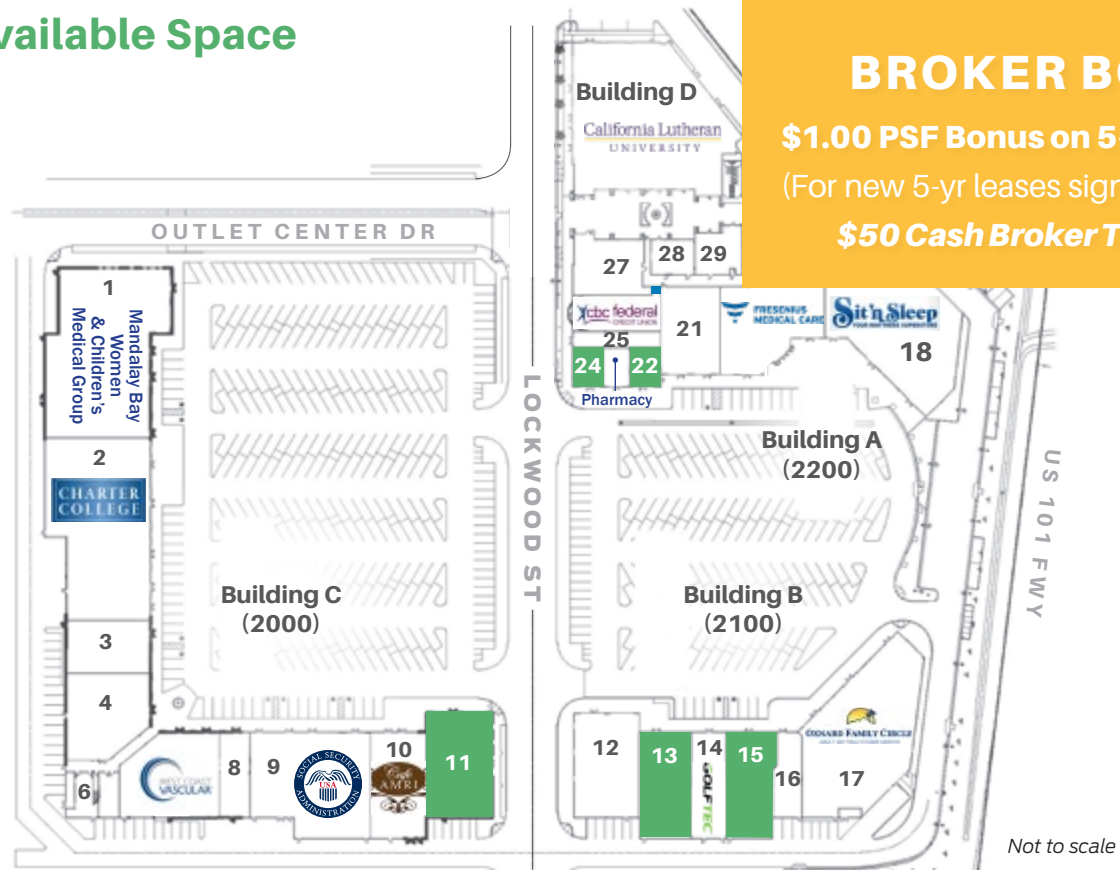 vailable Space
BROKER BO
$1.00 PSF Bonus on 5
(For new 5-yr leases sign
$50 Cash Broker T
Building D
California Lutheran
UNIVERSITY
OUTLET CENTER DR
27
28
29
1
Mandalay Bay
Women
& Children's
Medical Group
cbc federal
CREDIT UNION
25
24
22
Pharmacy
21
FRESENIUS
MEDICAL CARE
Sit 'n Sleep
18
2
CHARTER
COLLEGE
LOCKWOOD ST
US 101 FWY
Building A
(2200)
Building C
(2000)
Building B
(2100)
3
4
6
WEST COAST
VASCULAR
8
9
SOCIAL SECURITY
USA
ADMINISTRATION
10
Café
AMRI
11
12
13
14
GOLFTEC
15
16
OXNARD FAMILY CIRCLE
17
Not to scale